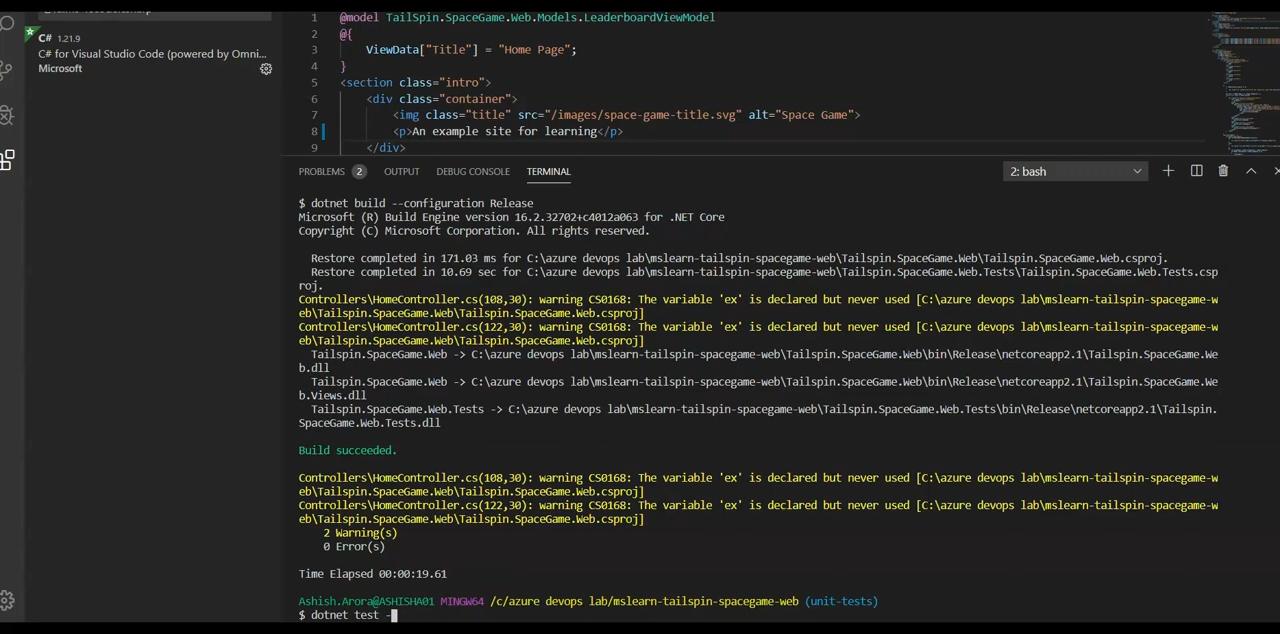 C# 1.21.9
C# for Visual Studio Code (powered by Omni...
Microsoft
1 @model TailSpin.SpaceGame.Web.Models.LeaderboardViewModel
2 @{
3 ViewData["Title"] = "Home Page";
4 }
5 <section class="intro">
6 <div class="container">
7 <img class="title" src="/images/space-game-title.svg" alt="Space Game">
8 <p>An example site for learning</p>
9 </div>
PROBLEMS 2 OUTPUT DEBUG CONSOLE TERMINAL 2: bash
$ dotnet build --configuration Release
Microsoft (R) Build Engine version 16.2.32702+c4012a063 for .NET Core
Copyright (C) Microsoft Corporation. All rights reserved.
Restore completed in 171.03 ms for C:\azure devops lab\mslearn-tailspin-spacegame-web\Tailspin.SpaceGame.Web\Tailspin.SpaceGame.Web.csproj.
Restore completed in 10.69 sec for C:\azure devops lab\mslearn-tailspin-spacegame-web\Tailspin.SpaceGame.Web.Tests\Tailspin.SpaceGame.Web.Tests.csp
roj.
Controllers\HomeController.cs(108,30): warning CS0168: The variable 'ex' is declared but never used [C:\azure devops lab\mslearn-tailspin-spacegame-w
eb\Tailspin.SpaceGame.Web\Tailspin.SpaceGame.Web.csproj]
Controllers\HomeController.cs(122,30): warning CS0168: The variable 'ex' is declared but never used [C:\azure devops lab\mslearn-tailspin-spacegame-w
eb\Tailspin.SpaceGame.Web\Tailspin.SpaceGame.Web.csproj]
Tailspin.SpaceGame.Web -> C:\azure devops lab\mslearn-tailspin-spacegame-web\Tailspin.SpaceGame.Web\bin\Release\netcoreapp2.1\Tailspin.SpaceGame.We
b.dll
Tailspin.SpaceGame.Web -> C:\azure devops lab\mslearn-tailspin-spacegame-web\Tailspin.SpaceGame.Web\bin\Release\netcoreapp2.1\Tailspin.SpaceGame.We
b.Views.dll
Tailspin.SpaceGame.Web.Tests -> C:\azure devops lab\mslearn-tailspin-spacegame-web\Tailspin.SpaceGame.Web.Tests\bin\Release\netcoreapp2.1\Tailspin.
SpaceGame.Web.Tests.dll
Build succeeded.
Controllers\HomeController.cs(108,30): warning CS0168: The variable 'ex' is declared but never used [C:\azure devops lab\mslearn-tailspin-spacegame-w
eb\Tailspin.SpaceGame.Web\Tailspin.SpaceGame.Web.csproj]
Controllers\HomeController.cs(122,30): warning CS0168: The variable 'ex' is declared but never used [C:\azure devops lab\mslearn-tailspin-spacegame-w
eb\Tailspin.SpaceGame.Web\Tailspin.SpaceGame.Web.csproj]
2 Warning(s)
0 Error(s)
Time Elapsed 00:00:19.61
Ashish.Arora@ASHISHA01 MINGW64 /c/azure devops lab/mslearn-tailspin-spacegame-web (unit-tests)
$ dotnet test -